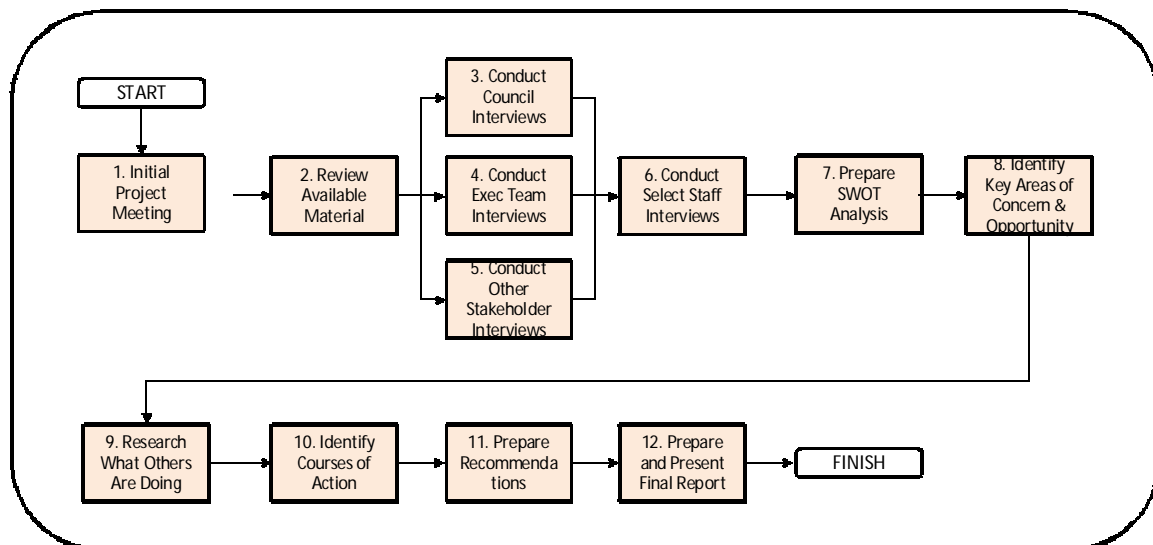 START
1. Initial
Project
Meeting
2. Review
Available
Material
3. Conduct
Council
Interviews
4. Conduct
Exec Team
Interviews
5. Conduct
Other
Stakeholder
Interviews
6. Conduct
Select Staff
Interviews
7. Prepare
SWOT
Analysis
8. Identify
Key Areas of
Concern &
Opportunity
9. Research
What Others
Are Doing
10. Identify
Courses of
Action
11. Prepare
Recommenda
tions
12. Prepare
and Present
Final Report
FINISH